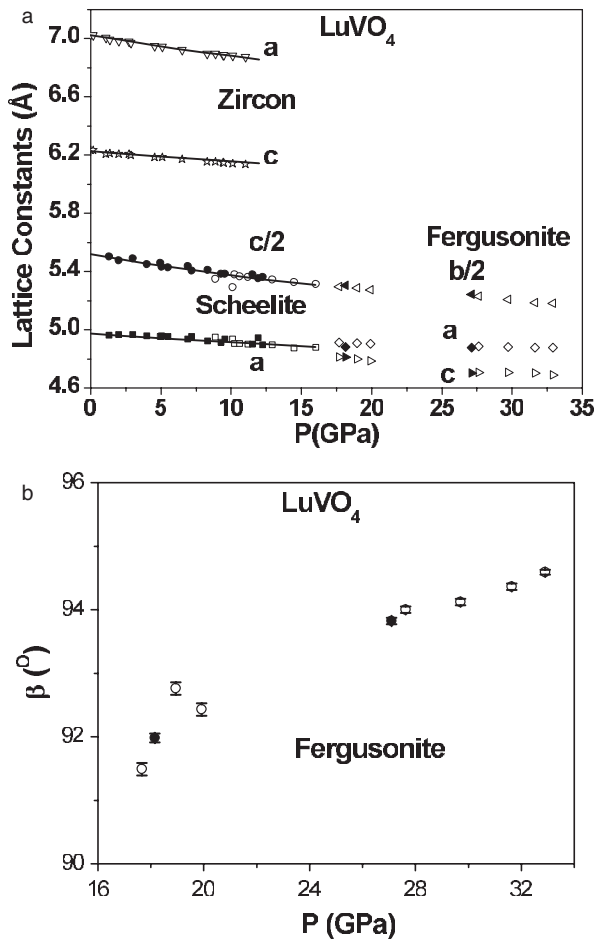 a
LuVO4
7.0
a
Zircon
6.6
6.2
c
5.8
c/2
Fergusonite
b/2
5.4
Scheelite
a
5.0
a
c
4.6
0 5 10 15 20 25 30 35
Lattice Constants (Å)
P(GPa)
b
96
LuVO4
94
92
Fergusonite
90
16 20 24 28 32
β (O)
P (GPa)